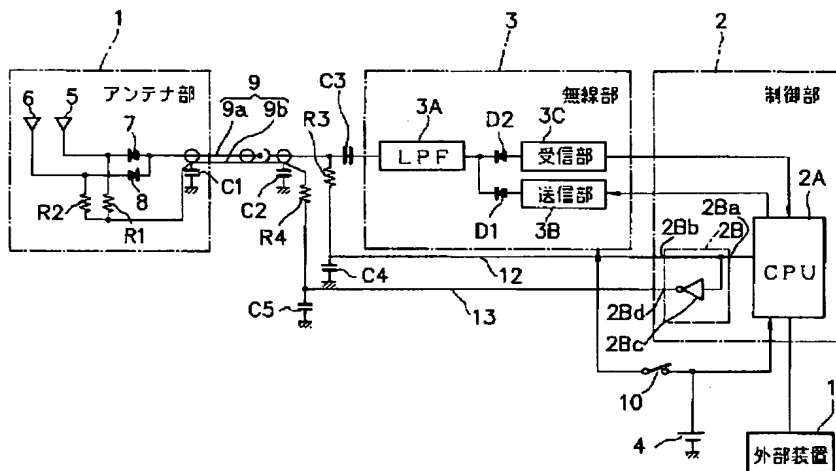 1
3
2
アンテナ部
6
5
7
8
R2
R1
9
9a
9b
C1
C2
R3
R4
C3
無線部
3A
LPF
D2
3C
受信部
D1
送信部
3B
制御部
2A
CPU
2Ba
2B
2Bb
2Bd
2Bc
C4
12
C5
13
10
4
1
外部装置